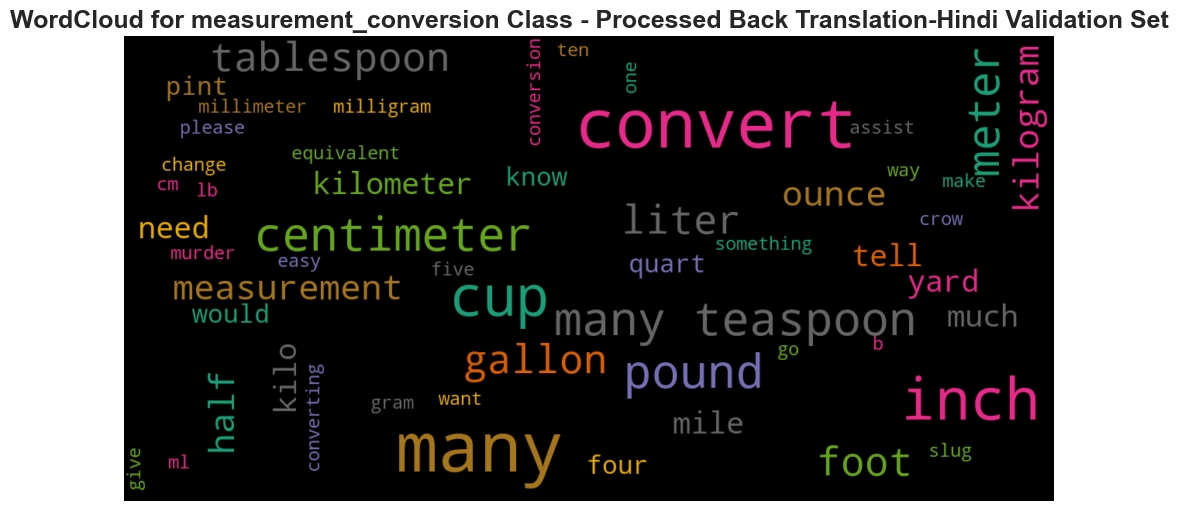 WordCloud for measurement_conversion Class - Processed Back Translation-Hindi Validation Set
tablespoon
ten
conversion
one
meter
kilogram
pint
millimeter
milligram
please
convert
assist
equivalent
change
cm
lb
kilometer
know
way
make
ounce
need
centimeter
liter
crow
something
murder
easy
five
quart
tell
yard
measurement
would
cup
many teaspoon
much
go
b
gallon
pound
half
kilo
converting
gram
want
inch
mile
many
four
foot
slug
ml
give